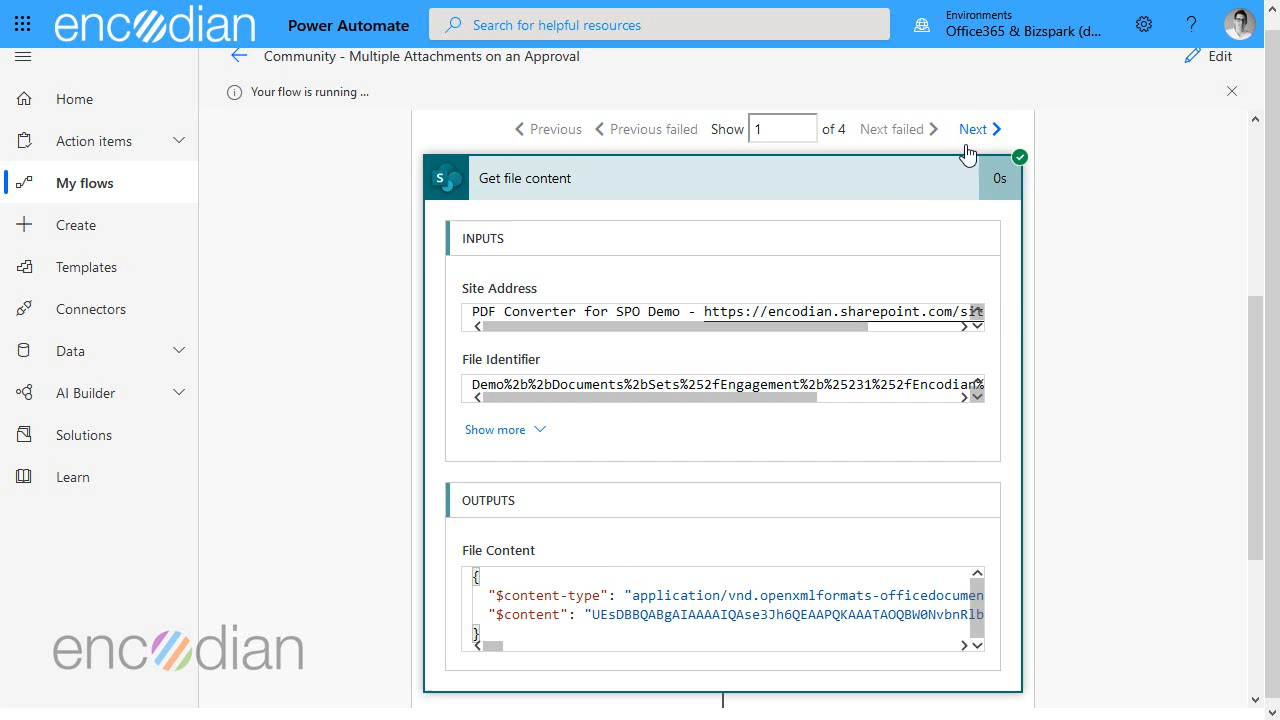 encodian
Power Automate
Search for helpful resources
Environments
Office365 & Bizspark (d...
?
Community - Multiple Attachments on an Approval
Edit
Your flow is running ...
Home
Action items
My flows
Create
Templates
Connectors
Data
AI Builder
Solutions
Learn
Previous
Previous failed
Show
1
of 4
Next failed
Next
S
Get file content
0s
INPUTS
Site Address
PDF Converter for SPO Demo - https://encodian.sharepoint.com/sit
File Identifier
Demo%2b%2bDocuments%2bSets%252fEngagement%2b%25231%252fEncodian%
Show more
OUTPUTS
File Content
{
"$content-type": "application/vnd.openxmlformats-officedocumen
"$content": "UEsDBBQABgAIAAAAIQAse3Jh6QEAAPQKAAATAOQBW0NvbnRlb
}
encodian